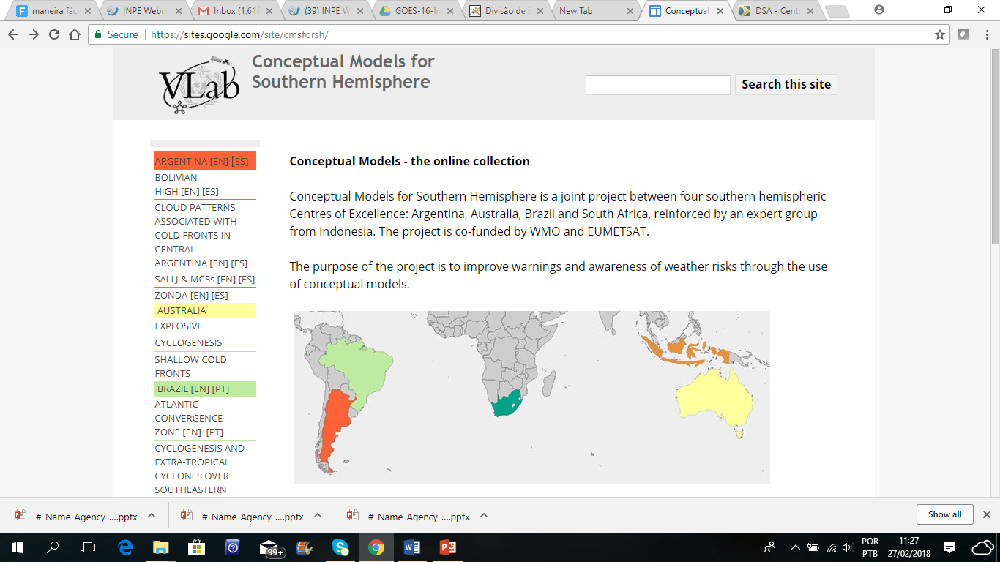 maneira fác
INPE Webm
Inbox (1,618
(39) INPE W
GOES-16-In
Divisão de S
New Tab
Conceptual
DSA - Centr
Secure
https://sites.google.com/site/cmsforsh/
VLab
Conceptual Models for
Southern Hemisphere
Search this site
ARGENTINA [EN] [ES]
BOLIVIAN
HIGH [EN] [ES]
CLOUD PATTERNS
ASSOCIATED WITH
COLD FRONTS IN
CENTRAL
ARGENTINA [EN] [ES]
SALLJ & MCSs [EN] [ES]
ZONDA [EN] [ES]
AUSTRALIA
EXPLOSIVE
CYCLOGENESIS
SHALLOW COLD
FRONTS
BRAZIL [EN] [PT]
ATLANTIC
CONVERGENCE
ZONE [EN] [PT]
CYCLOGENESIS AND
EXTRA-TROPICAL
CYCLONES OVER
SOUTHEASTERN
Conceptual Models - the online collection
Conceptual Models for Southern Hemisphere is a joint project between four southern hemispheric
Centres of Excellence: Argentina, Australia, Brazil and South Africa, reinforced by an expert group
from Indonesia. The project is co-funded by WMO and EUMETSAT.
The purpose of the project is to improve warnings and awareness of weather risks through the use
of conceptual models.
#-Name-Agency-....pptx
#-Name-Agency-....pptx
#-Name-Agency-....pptx
Show all
99+
POR
PTB
11:27
27/02/2018